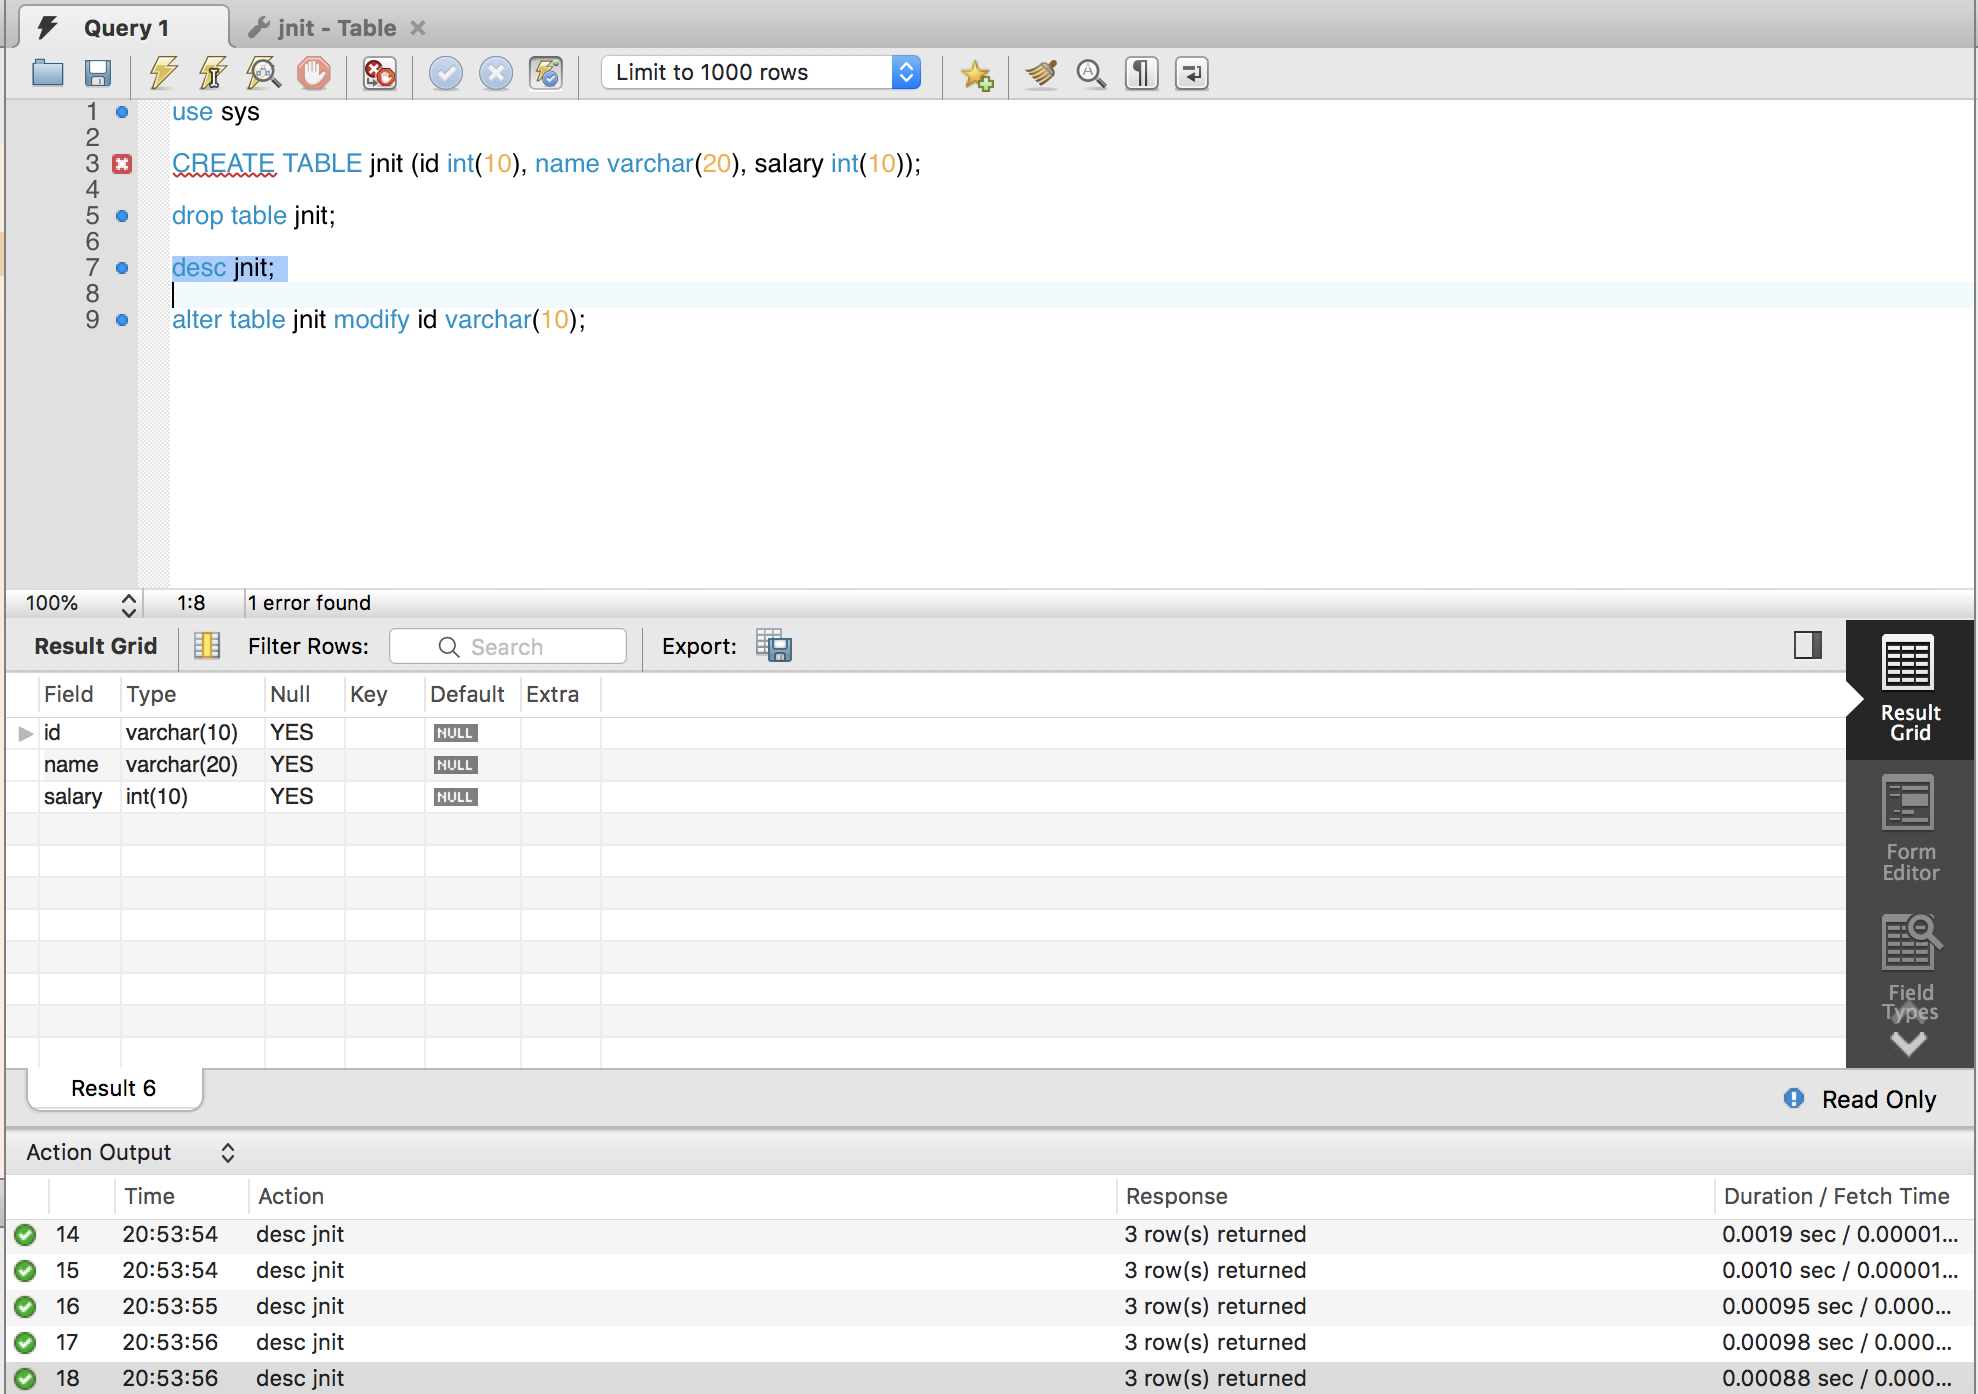 Query 1
jnit - Table
Limit to 1000 rows
1 use sys
2
3 CREATE TABLE jnit (id int(10), name varchar(20), salary int(10));
4
5 drop table jnit;
6
7 desc jnit;
8
9 alter table jnit modify id varchar(10);
100% 1:8 1 error found
Result Grid Filter Rows: Search Export:
Field Type Null Key Default Extra
id varchar(10) YES NULL
name varchar(20) YES NULL
salary int(10) YES NULL
Result
Grid
Form
Editor
Field
Types
Result 6
Read Only
Action Output
Time Action Response Duration / Fetch Time
14 20:53:54 desc jnit 3 row(s) returned 0.0019 sec / 0.00001...
15 20:53:54 desc jnit 3 row(s) returned 0.0010 sec / 0.00001...
16 20:53:55 desc jnit 3 row(s) returned 0.00095 sec / 0.000...
17 20:53:56 desc jnit 3 row(s) returned 0.00098 sec / 0.000...
18 20:53:56 desc jnit 3 row(s) returned 0.00088 sec / 0.000...